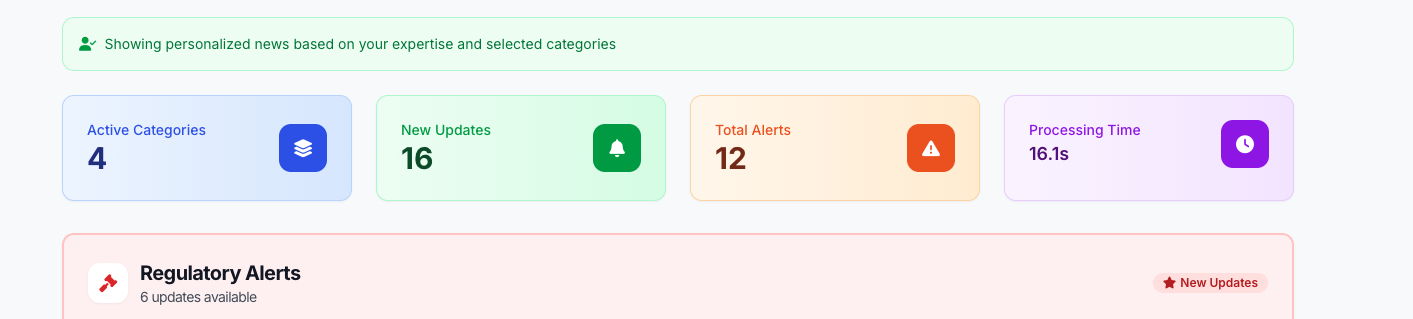 Showing personalized news based on your expertise and selected categories
Active Categories
4
New Updates
16
Total Alerts
12
Processing Time
16.1s
Regulatory Alerts
6 updates available
New Updates